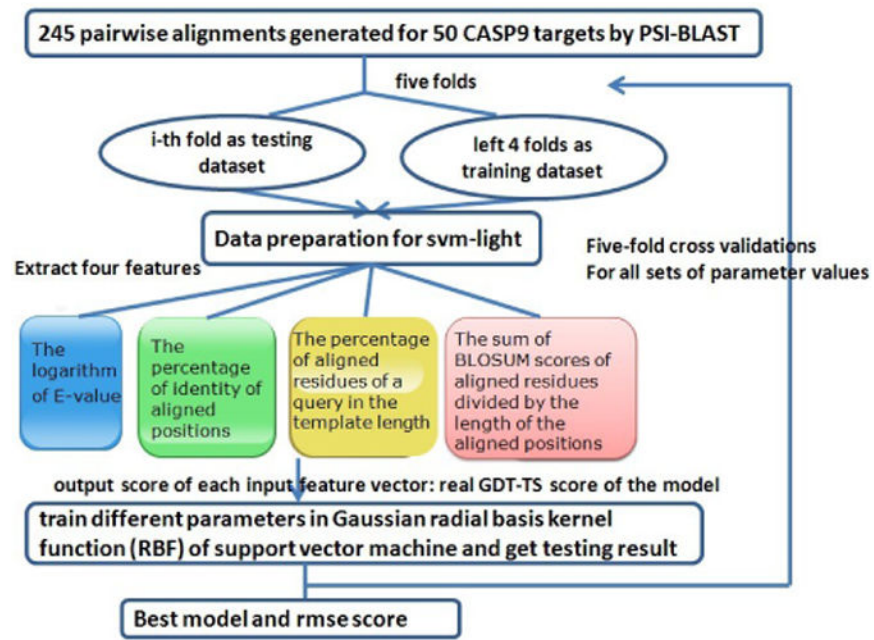 245 pairwise alignments generated for 50 CASP9 targets by PSI-BLAST
five folds
i-th fold as testing
dataset
left 4 folds as
training dataset
Data preparation for svm-light
Five-fold cross validations
For all sets of parameter values
Extract four features
The
logarithm
of E-value
The
percentage
of identity of
aligned
positions
The percentage
of aligned
residues of a
query in the
template length
The sum of
BLOSUM scores of
aligned residues
divided by the
length of the
aligned positions
output score of each input feature vector: real GDT-TS score of the model
train different parameters in Gaussian radial basis kernel
function (RBF) of support vector machine and get testing result
Best model and rmse score